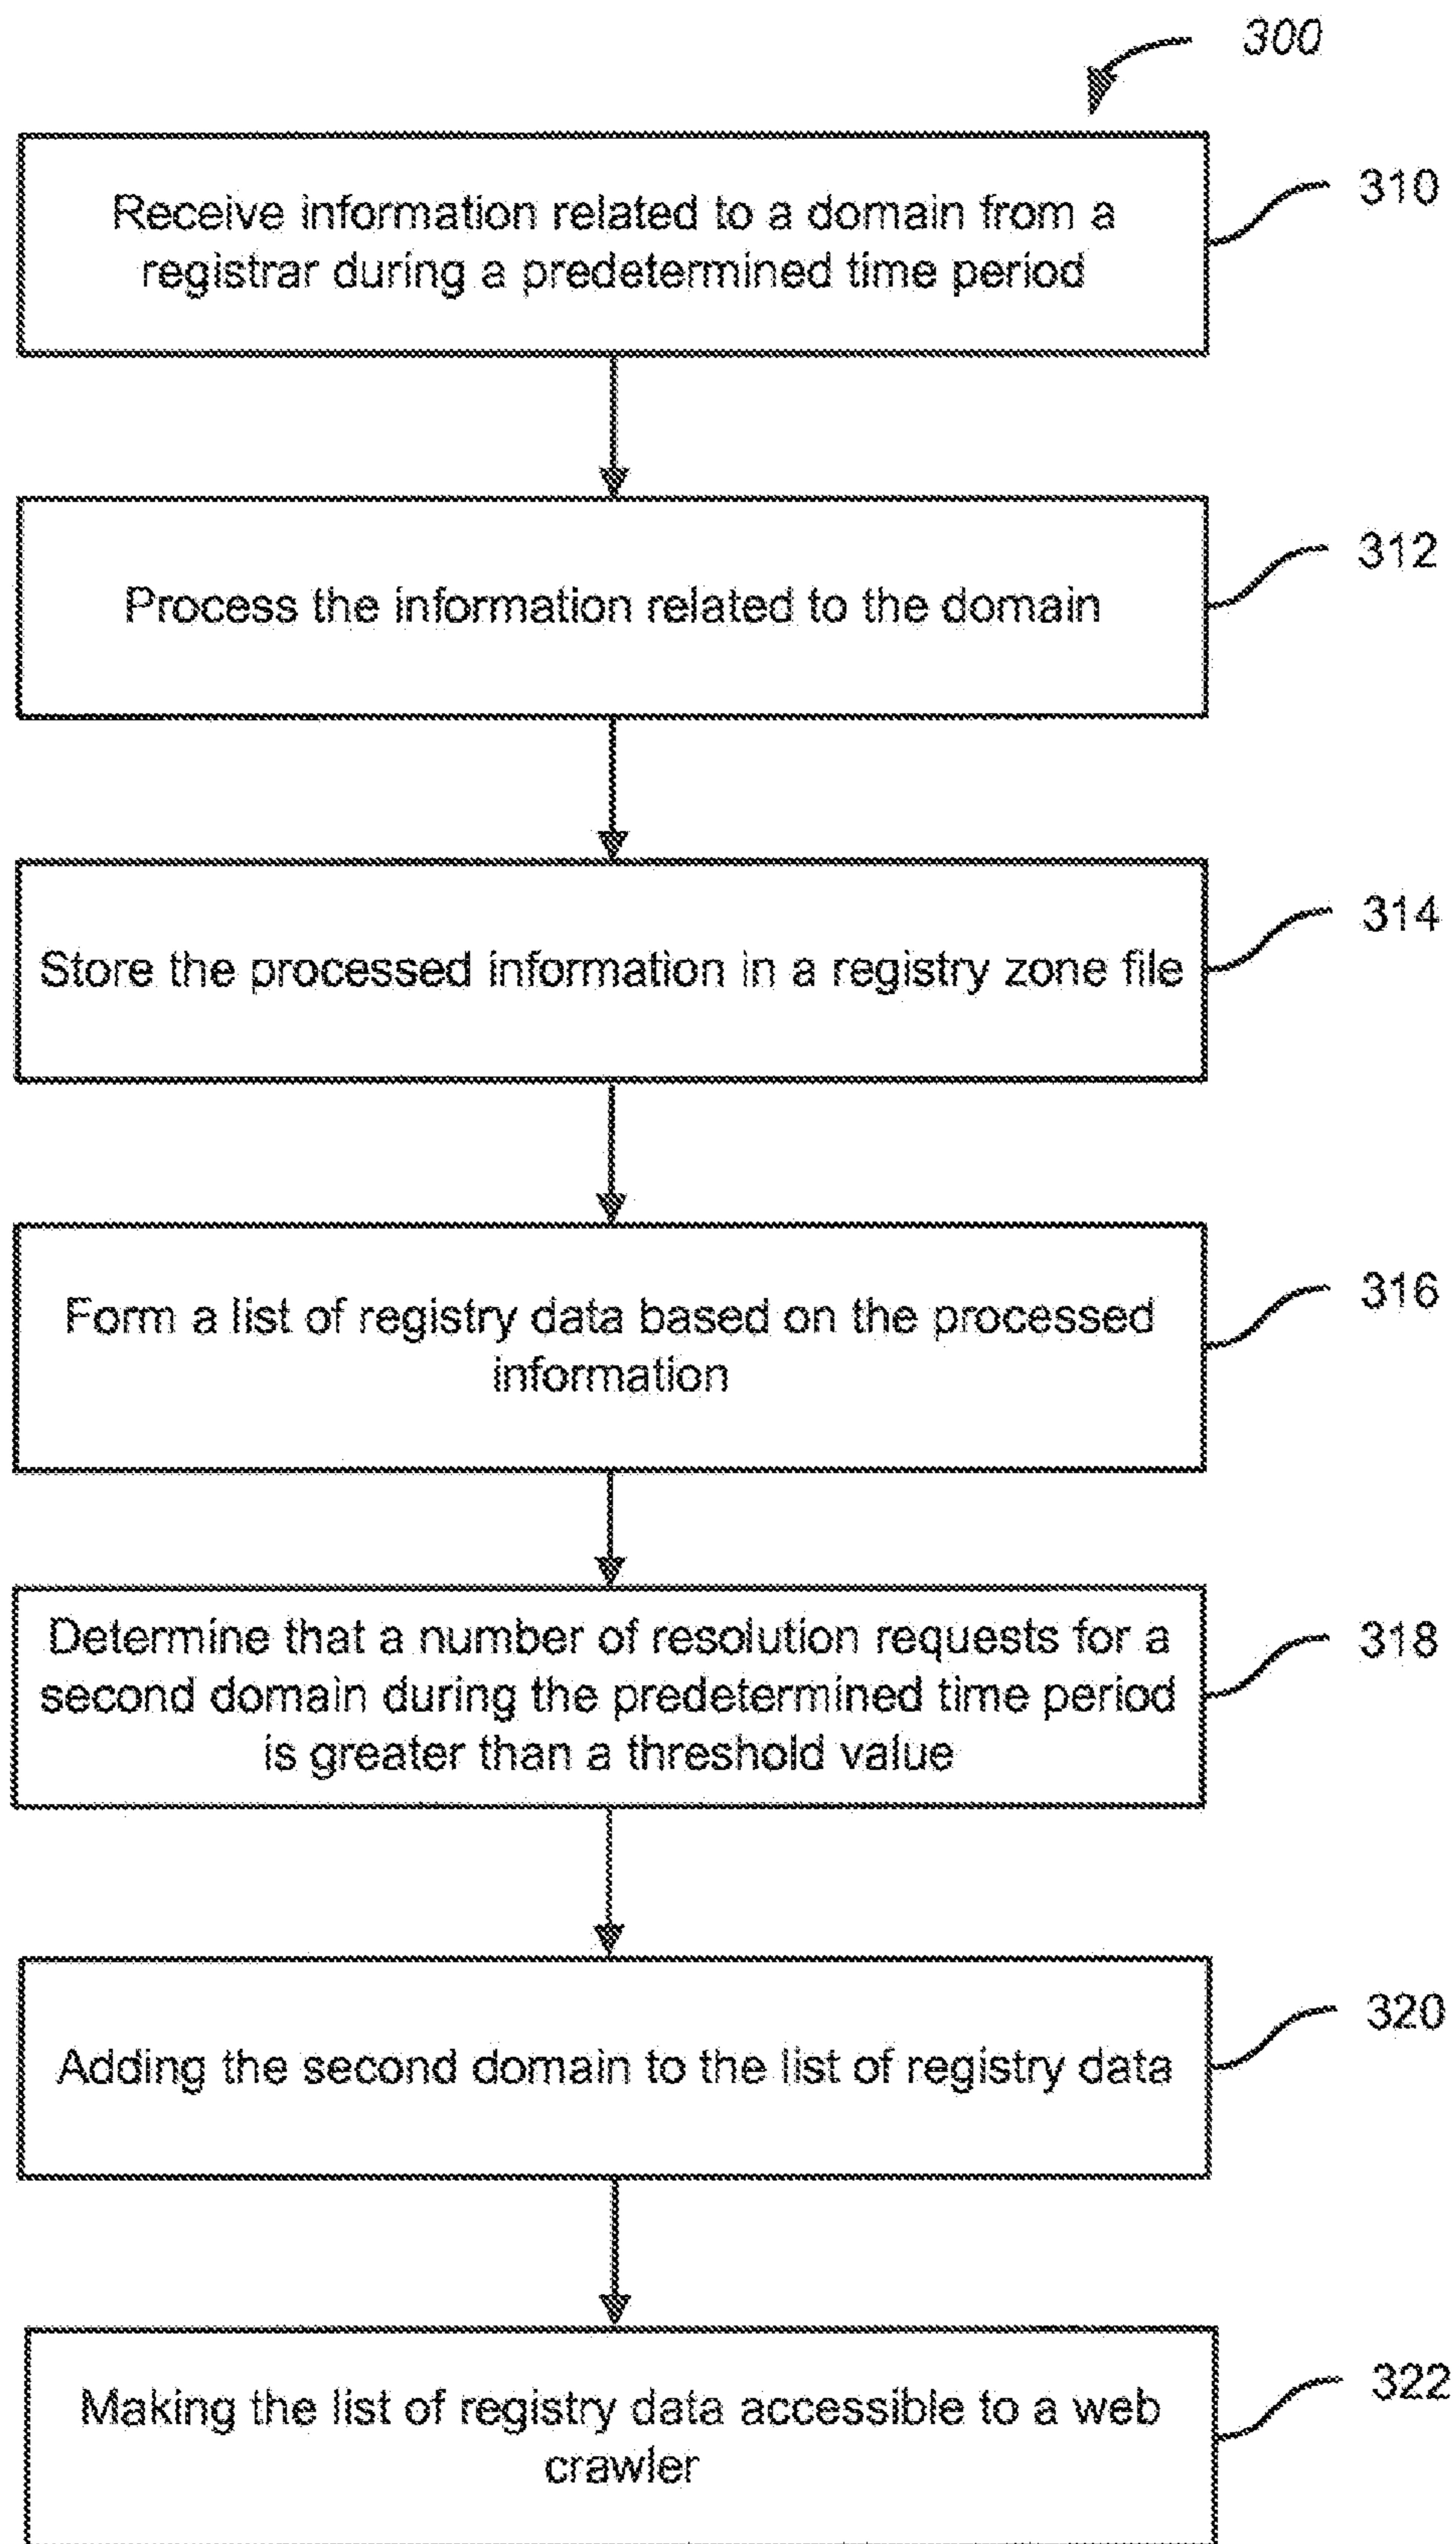 300
Receive information related to a domain from a
registrar during a predetermined time period
310
Process the information related to the domain
312
Store the processed information in a registry zone file
314
Form a list of registry data based on the processed
information
316
Determine that a number of resolution requests for a
second domain during the predetermined time period
is greater than a threshold value
318
Adding the second domain to the list of registry data
320
Making the list of registry data accessible to a web
crawler
322